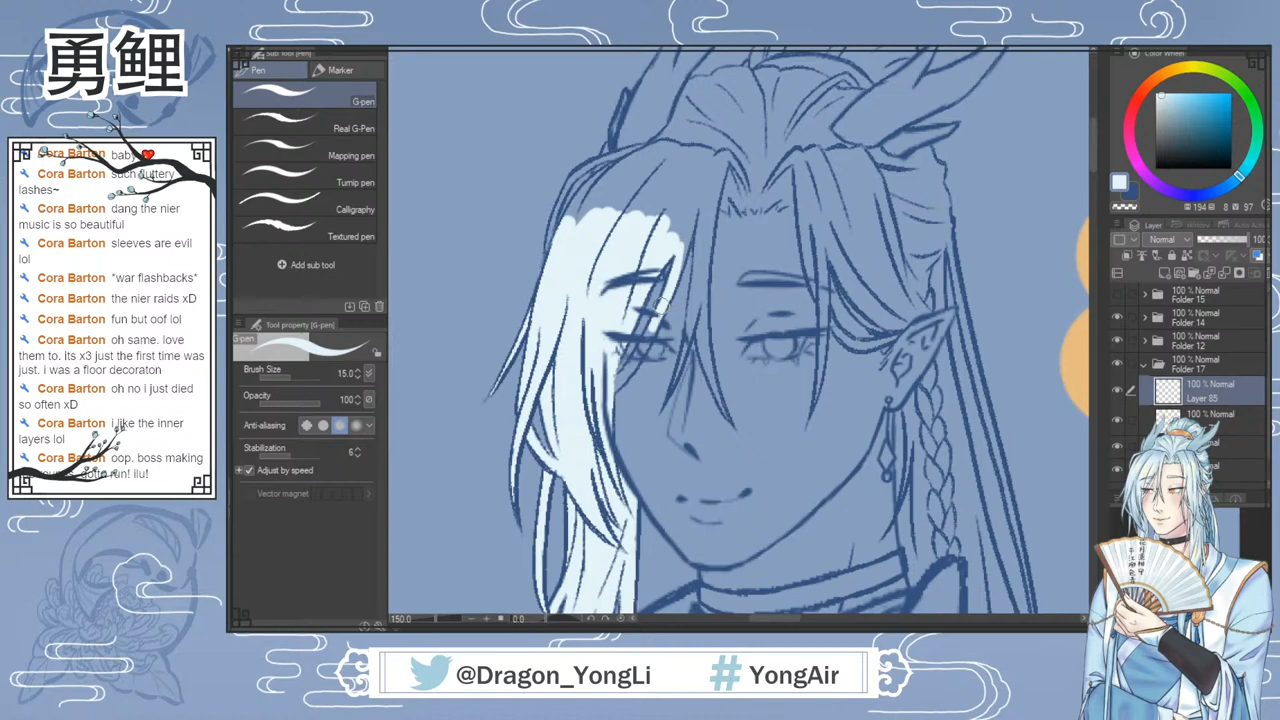 勇鲤
Cora Barton baby
Cora Barton such fluttery
lashes~
Cora Barton dang the nier
music is so beautiful
Cora Barton sleeves are evil
lol
Cora Barton *war flashbacks*
Cora Barton the nier raids xD
Cora Barton fun but oof lol
Cora Barton oh same. love
them to. its x3 just the first time was
just. i was a floor decoraton
Cora Barton oh no i just died
so often xD
Cora Barton i like the inner
layers lol
Cora Barton oop. boss making
run! ilu!
Sub Tool [Pen]
Pen
Marker
G-pen
Real G-Pen
Mapping pen
Turnip pen
Calligraphy
Textured pen
Add sub tool
Tool property [G-pen]
G-pen
Brush Size 15.0
Opacity 100
Anti-aliasing
Stabilization 6
Adjust by speed
Vector magnet
150.0
0.0
Color Wheel
194 8 97
Layer
Normal 100
100 % Normal
Folder 15
100 % Normal
Folder 14
100 % Normal
Folder 12
100 % Normal
Folder 17
100 % Normal
Layer 85
100 % Normal
@Dragon_YongLi
# YongAir